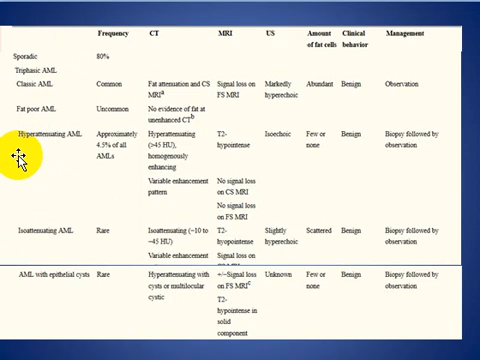 Frequency CT MRI US Amount of fat cells Clinical behavior Management
Sporadic 80%
Triphasic AML
Classic AML Common Fat attenuation and CS MRIa Signal loss on FS MRI Markedly hyperechoic Abundant Benign Observation
Fat poor AML Uncommon No evidence of fat at unenhanced CTb
Hyperattenuating AML Approximately 4.5% of all AMLs Hyperattenuating (>45 HU), homogenously enhancing T2-hypointense Isoechoic Few or none Benign Biopsy followed by observation
Variable enhancement pattern No signal loss on CS MRI
No signal loss on FS MRI
Isoattenuating AML Rare Isoattenuating (−10 to −45 HU) T2-hyopointense Slightly hyperechoic Scattered Benign Biopsy followed by observation
Variable enhancement Signal loss on
AML with epithelial cysts Rare Hyperattenuating with cysts or multilocular cystic +/−Signal loss on FS MRIc Unknown Few or none Benign Biopsy followed by observation
T2-hypointense in solid component